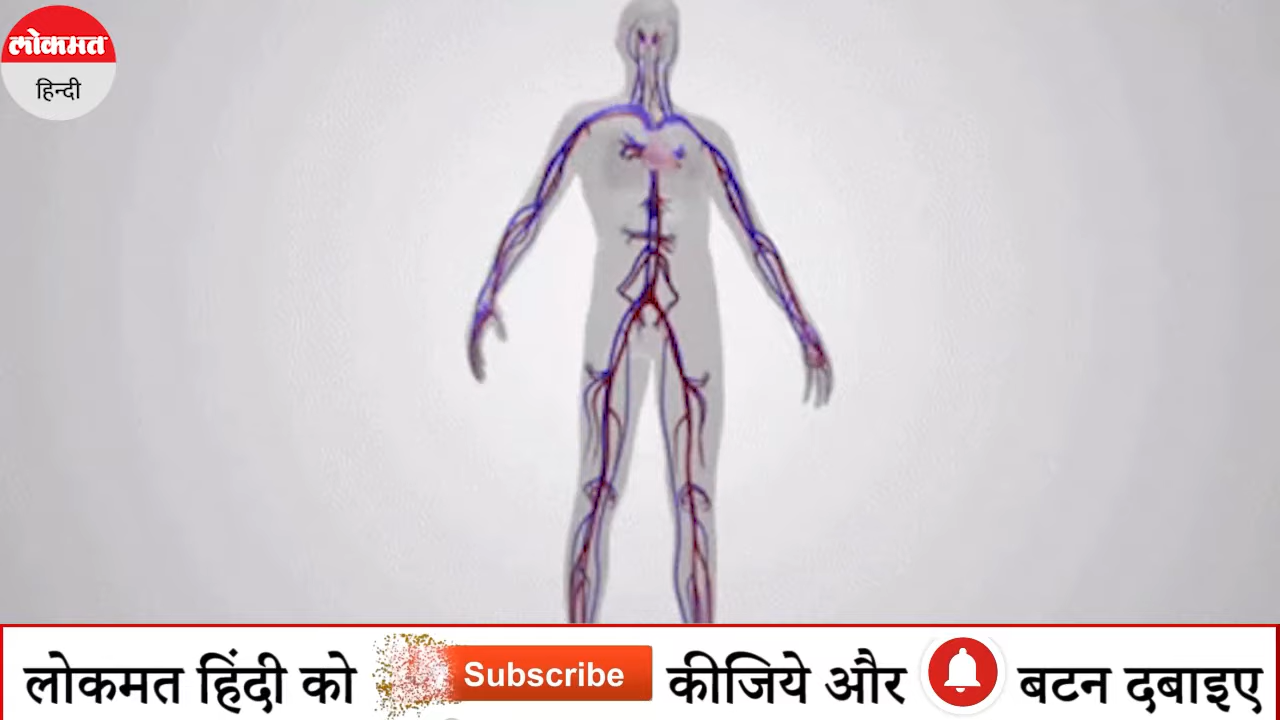 लोकमत
हिन्दी
लोकमत हिंदी को Subscribe कीजिये और बटन दबाइए